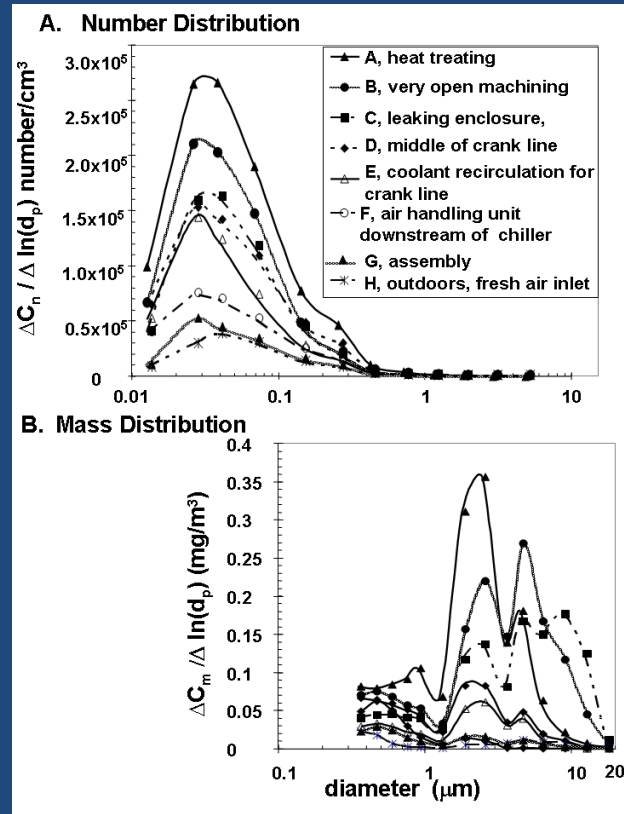 A. Number Distribution
ΔCn / Δ ln(dp) number/cm³
3.0x10⁵
2.5x10⁵
2.0x10⁵
1.5x10⁵
1.0x10⁵
0.5x10⁵
0
0.01
0.1
1
10
A, heat treating
B, very open machining
C, leaking enclosure,
D, middle of crank line
E, coolant recirculation for
crank line
F, air handling unit
downstream of chiller
G, assembly
H, outdoors, fresh air inlet
B. Mass Distribution
ΔCm /Δ ln(dp) (mg/m³)
0.4
0.35
0.3
0.25
0.2
0.15
0.1
0.05
0
0.1
1
10
20
diameter (μm)